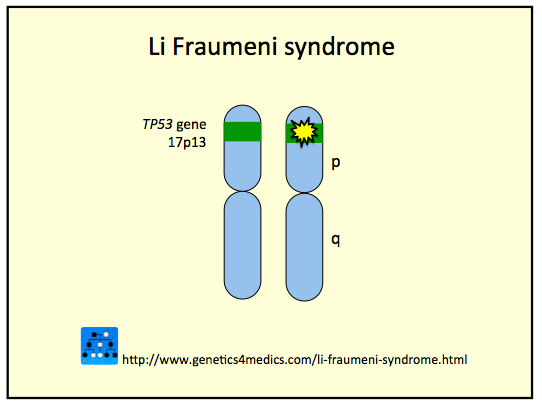 Li Fraumeni syndrome
TP53 gene
17p13
p
q
http://www.genetics4medics.com/li-fraumeni-syndrome.html